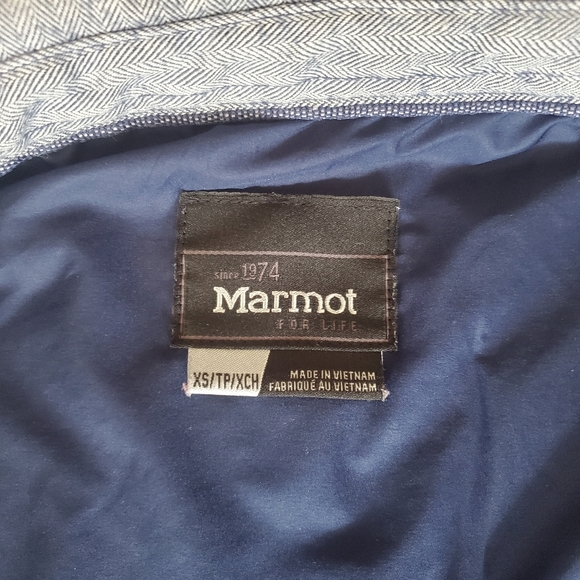 since 1974
Marmot
FOR LIFE
XS/TP/XCH
MADE IN VIETNAM
FABRIQUÉ AU VIETNAM